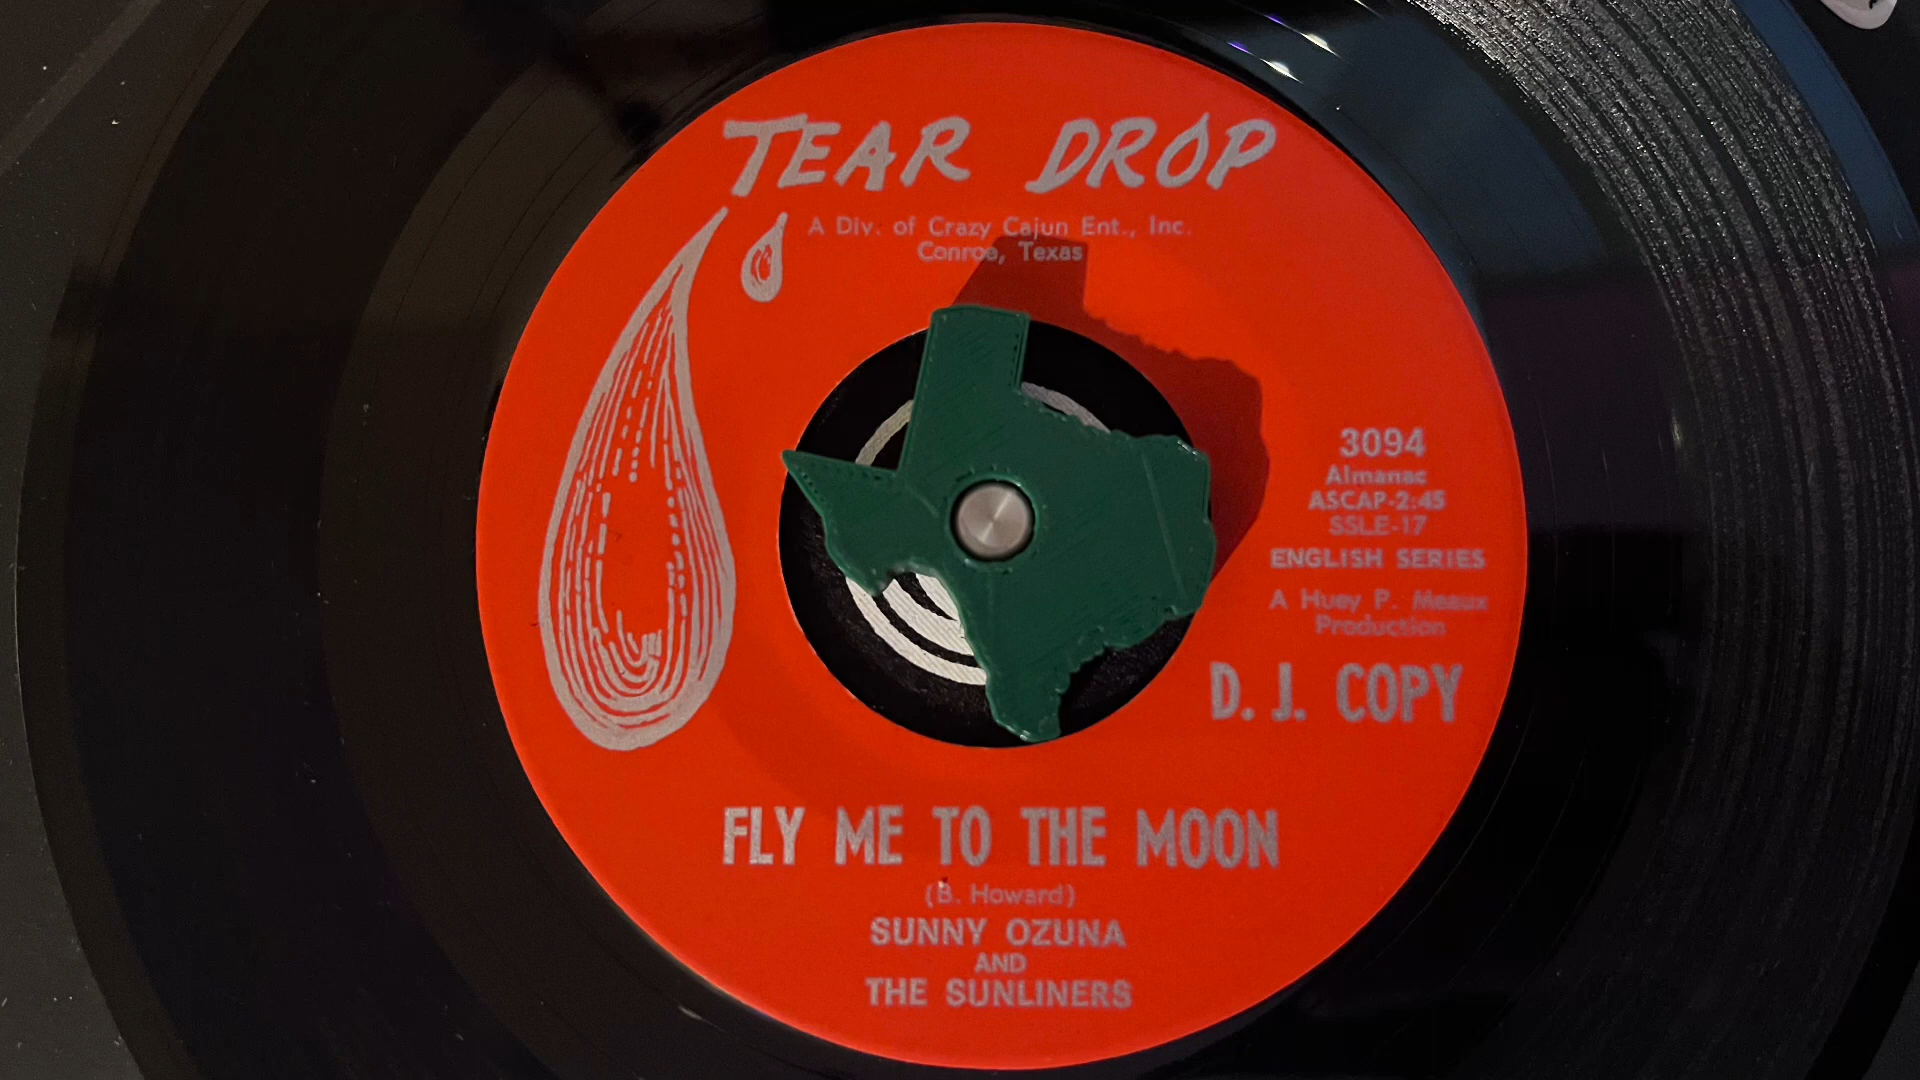 TEAR DROP
A Div. of Crazy Cajun Ent., Inc.
Conroe, Texas
3094
Almanac
ASCAP-2:45
SSLE-17
ENGLISH SERIES
A Huey P. Meaux
Production
D. J. COPY
FLY ME TO THE MOON
(B. Howard)
SUNNY OZUNA
AND
THE SUNLINERS